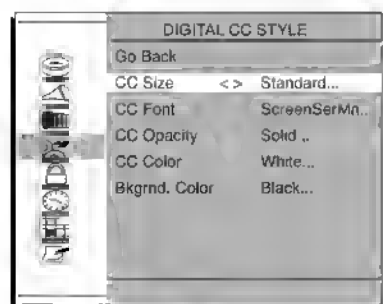 DIGITAL CC STYLE
Go Back
CC Size <> Standard...
CC Font ScreenSerMn..
CC Opacity Solid ..
CC Color White...
Bkgrnd. Color Black...